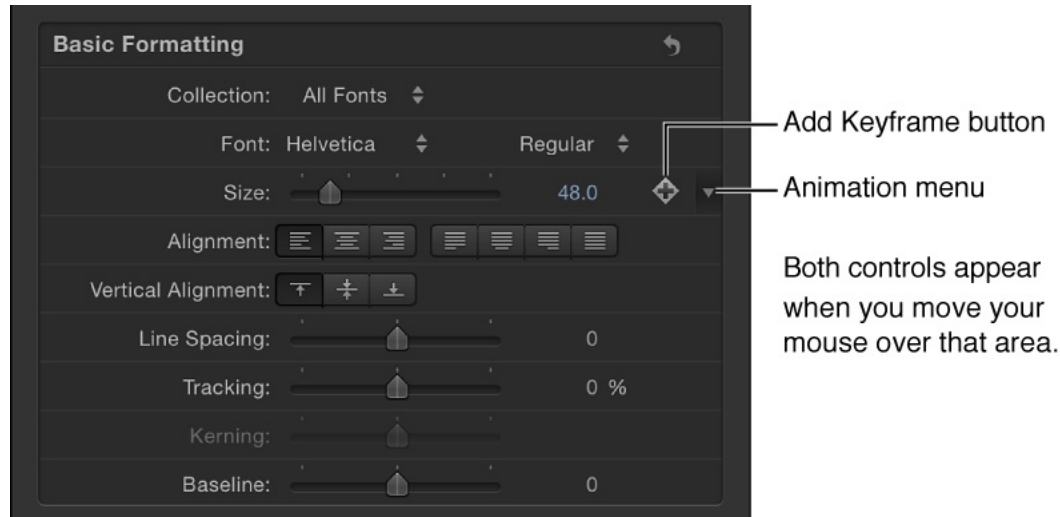 Basic Formatting
Collection: All Fonts
Font: Helvetica Regular
Add Keyframe button
Size: 48.0
Animation menu
Alignment:
Both controls appear
when you move your
mouse over that area.
Vertical Alignment:
Line Spacing: 0
Tracking: 0 %
Kerning:
Baseline: 0